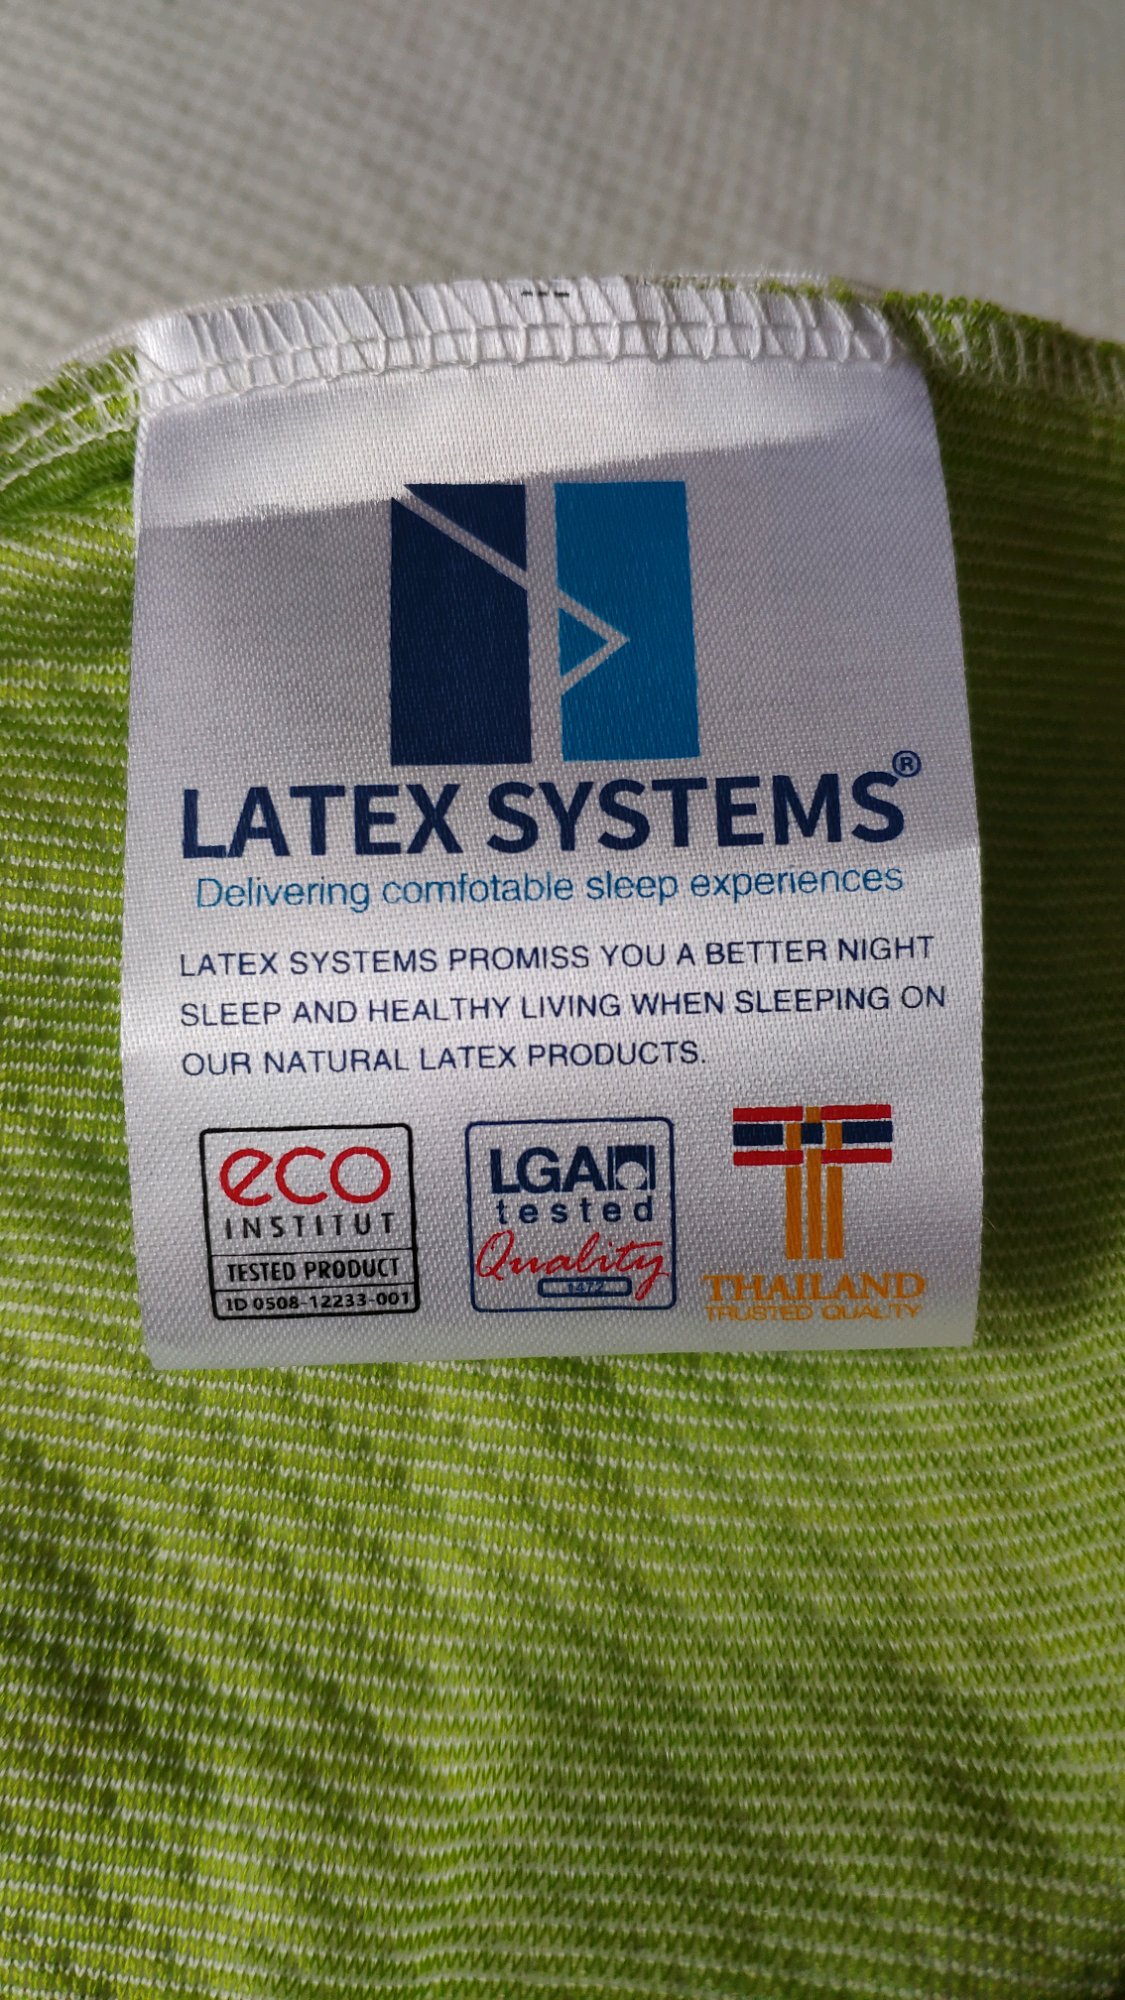 LATEX SYSTEMS®
Delivering comfotable sleep experiences
LATEX SYSTEMS PROMISS YOU A BETTER NIGHT
SLEEP AND HEALTHY LIVING WHEN SLEEPING ON
OUR NATURAL LATEX PRODUCTS.
eco
INSTITUT
TESTED PRODUCT
ID 0508-12233-001
LGA
tested
Quality
1472
THAILAND
TRUSTED QUALITY